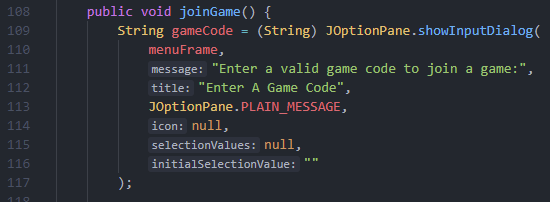 108 public void joinGame() {
109 String gameCode = (String) JOptionPane.showInputDialog(
110 menuFrame,
111 message: "Enter a valid game code to join a game:",
112 title: "Enter A Game Code",
113 JOptionPane.PLAIN_MESSAGE,
114 icon: null,
115 selectionValues: null,
116 initialSelectionValue: ""
117 );
118